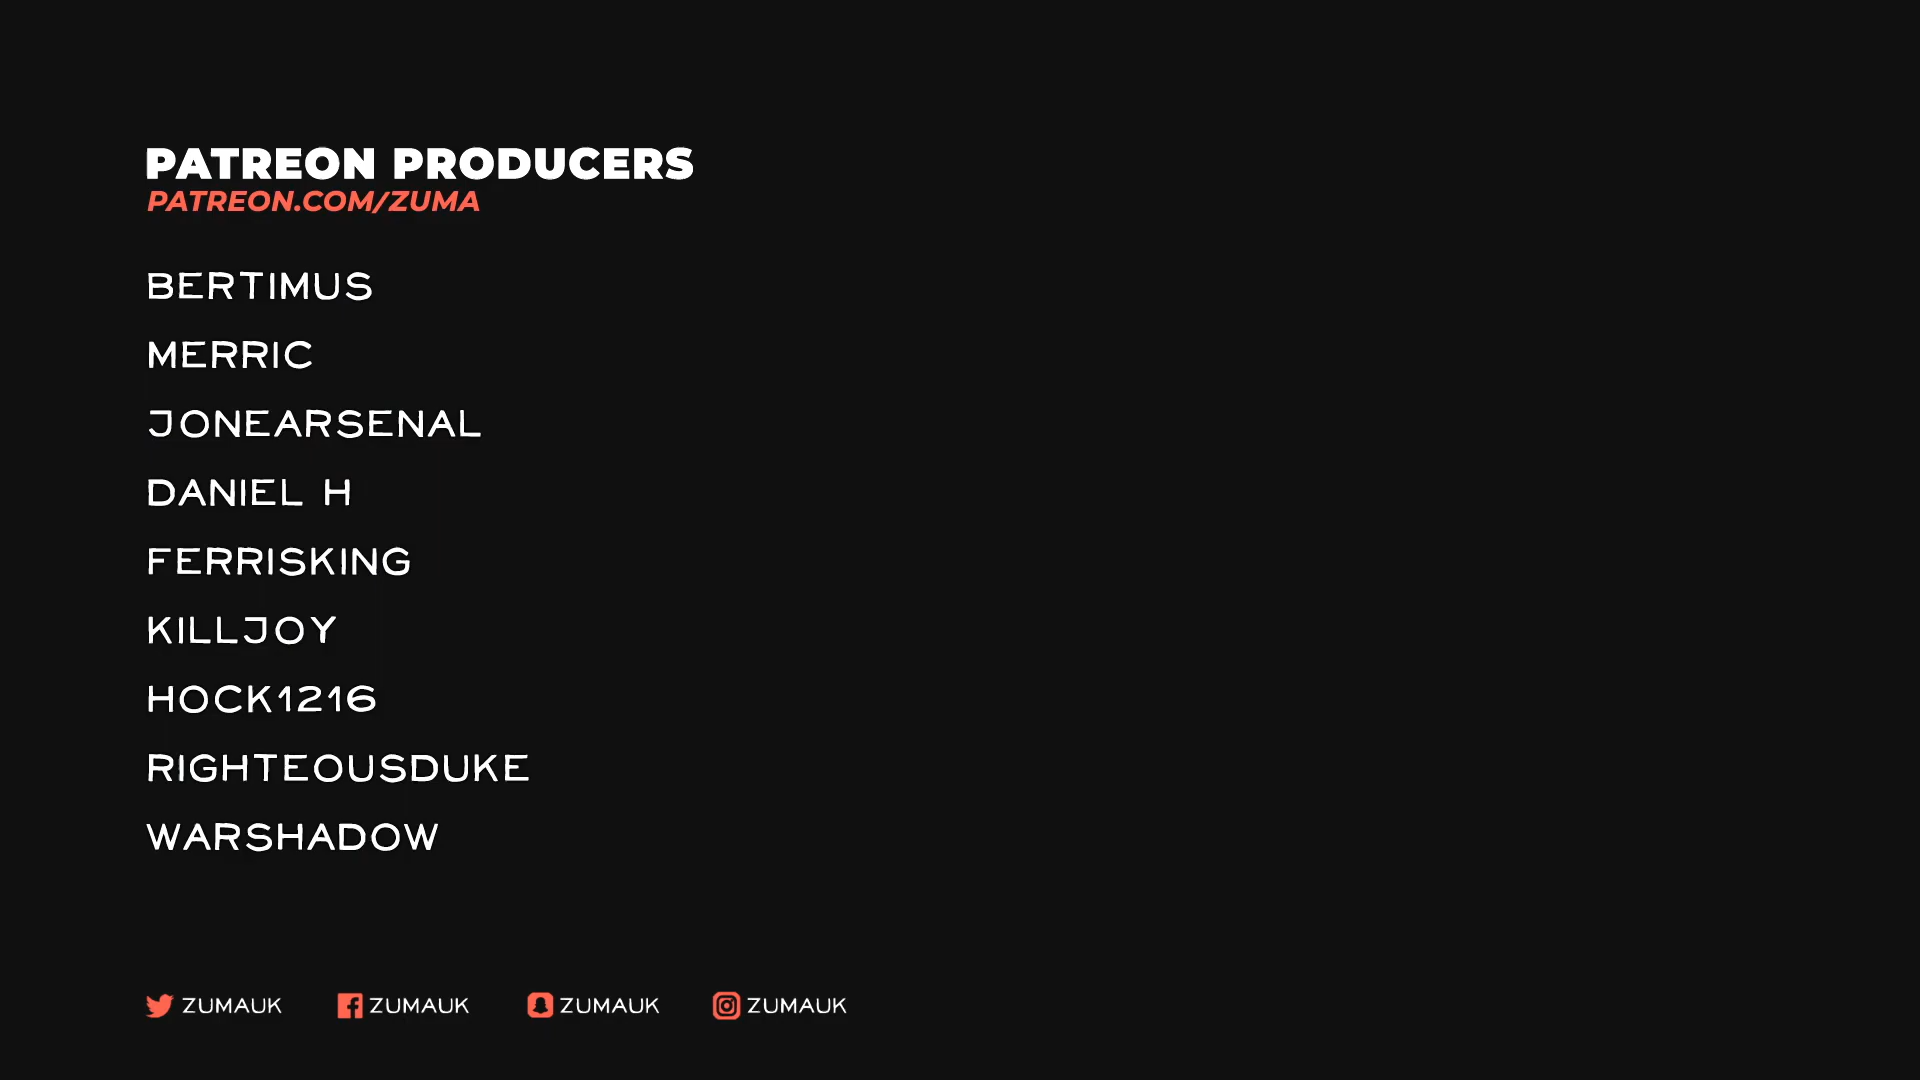 PATREON PRODUCERS
PATREON.COM/ZUMA
BERTIMUS
MERRIC
JONEARSENAL
DANIEL H
FERRISKING
KILLJOY
HOCK1216
RIGHTEOUSDUKE
WARSHADOW
ZUMAUK ZUMAUK ZUMAUK ZUMAUK